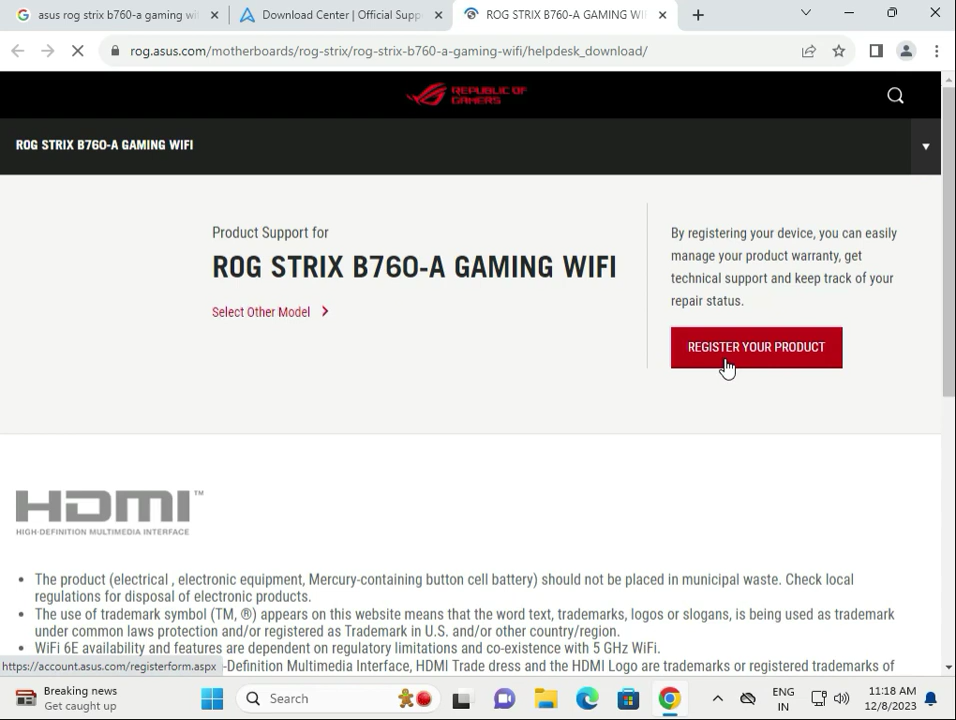 asus rog strix b760-a gaming wi
Download Center | Official Supp
ROG STRIX B760-A GAMING WI
rog.asus.com/motherboards/rog-strix/rog-strix-b760-a-gaming-wifi/helpdesk_download/
REPUBLIC OF
GAMERS
ROG STRIX B760-A GAMING WIFI
Product Support for
ROG STRIX B760-A GAMING WIFI
Select Other Model
By registering your device, you can easily
manage your product warranty, get
technical support and keep track of your
repair status.
REGISTER YOUR PRODUCT
HDMI™
HIGH-DEFINITION MULTIMEDIA INTERFACE
• The product (electrical , electronic equipment, Mercury-containing button cell battery) should not be placed in municipal waste. Check local
regulations for disposal of electronic products.
• The use of trademark symbol (TM, ®) appears on this website means that the word text, trademarks, logos or slogans, is being used as trademark
under common laws protection and/or registered as Trademark in U.S. and/or other country/region.
• WiFi 6E availability and features are dependent on regulatory limitations and co-existence with 5 GHz WiFi.
-Definition Multimedia Interface, HDMI Trade dress and the HDMI Logo are trademarks or registered trademarks of
https://account.asus.com/registerform.aspx
Breaking news
Get caught up
Search
ENG
IN
11:18 AM
12/8/2023